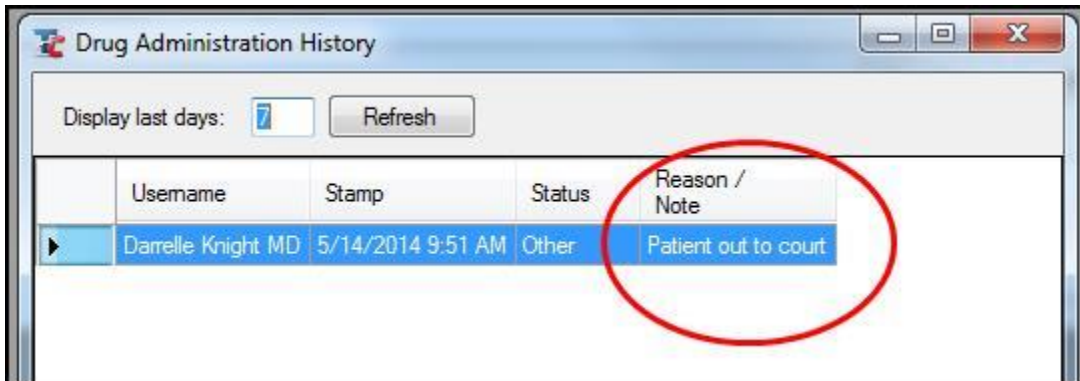 Drug Administration History
Display last days: 7 Refresh
Username Stamp Status Reason / Note
Darrelle Knight MD 5/14/2014 9:51 AM Other Patient out to court